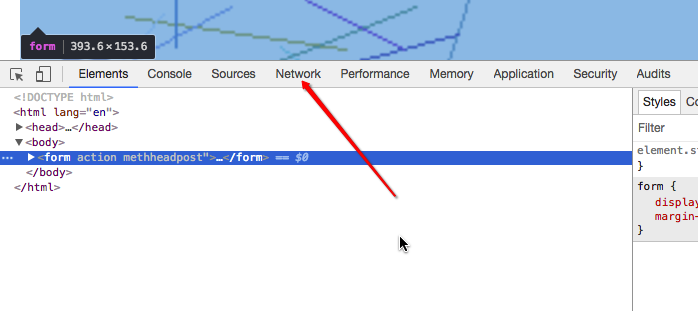 form 393.6×153.6
Elements Console Sources Network Performance Memory Application Security Audits
<!DOCTYPE html>
<html lang="en">
▶<head>…</head>
▼<body>
… ▶<form action methheadpost">…</form> == $0
</body>
</html>
Styles Co
Filter
element.st
}
form {
display
margin-
}